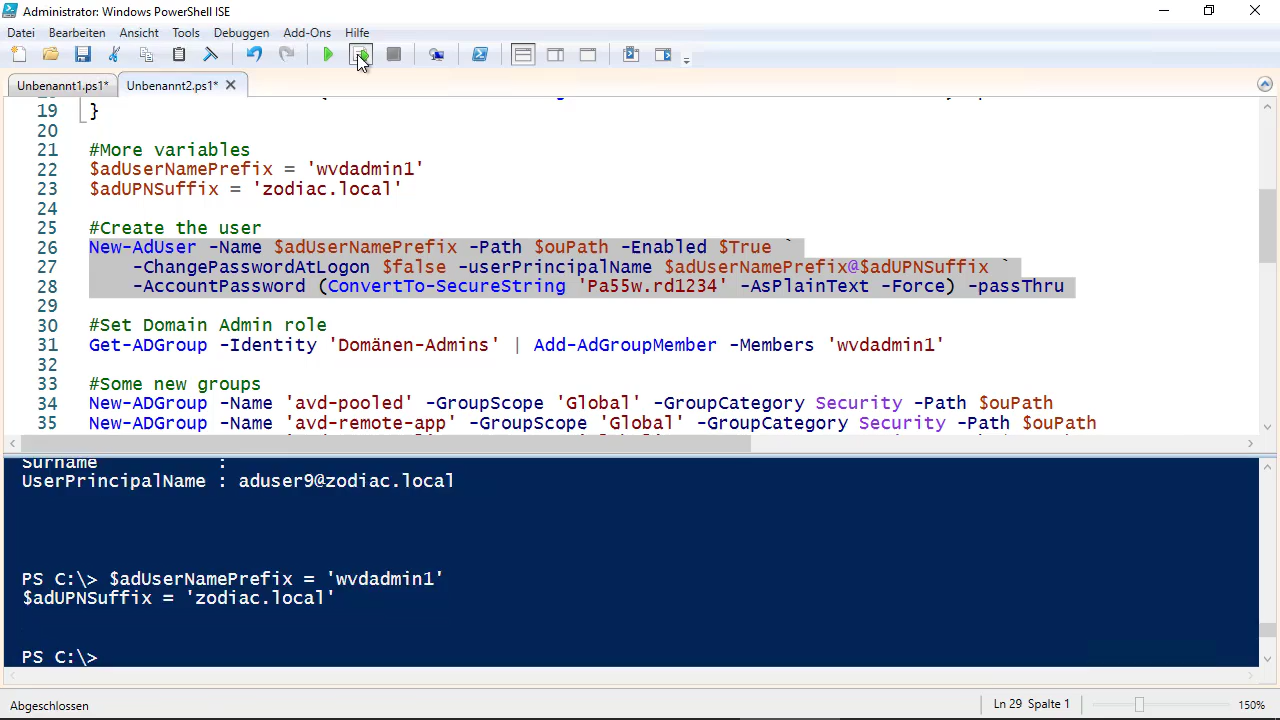 Administrator: Windows PowerShell ISE
Datei Bearbeiten Ansicht Tools Debuggen Add-Ons Hilfe
Unbenannt1.ps1* Unbenannt2.ps1*
19 }
20
21 #More variables
22 $adUserNamePrefix = 'wvdadmin1'
23 $adUPNSuffix = 'zodiac.local'
24
25 #Create the user
26 New-AdUser -Name $adUserNamePrefix -Path $ouPath -Enabled $True `
27 -ChangePasswordAtLogon $false -userPrincipalName $adUserNamePrefix@$adUPNSuffix `
28 -AccountPassword (ConvertTo-SecureString 'Pa55w.rd1234' -AsPlainText -Force) -passThru
29
30 #Set Domain Admin role
31 Get-ADGroup -Identity 'Domänen-Admins' | Add-AdGroupMember -Members 'wvdadmin1'
32
33 #Some new groups
34 New-ADGroup -Name 'avd-pooled' -GroupScope 'Global' -GroupCategory Security -Path $ouPath
35 New-ADGroup -Name 'avd-remote-app' -GroupScope 'Global' -GroupCategory Security -Path $ouPath
Surname :
UserPrincipalName : aduser9@zodiac.local
PS C:\> $adUserNamePrefix = 'wvdadmin1'
$adUPNSuffix = 'zodiac.local'
PS C:\>
Abgeschlossen Ln 29 Spalte 1 150%